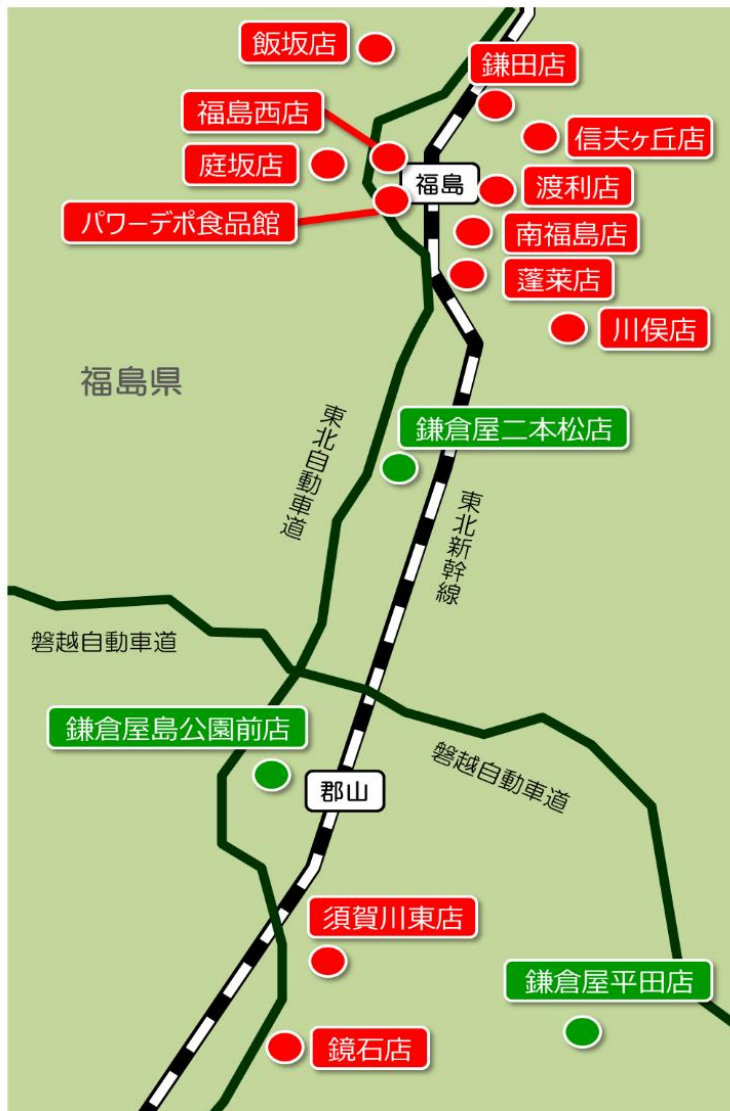 飯坂店
鎌田店
福島西店
信夫ヶ丘店
庭坂店
福島
渡利店
パワーデポ食品館
南福島店
蓬莱店
川俣店
福島県
鎌倉屋二本松店
東北自動車道
東北新幹線
磐越自動車道
鎌倉屋島公園前店
磐越自動車道
郡山
須賀川東店
鎌倉屋平田店
鏡石店